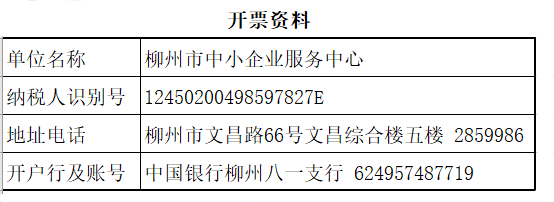 开票资料
单位名称 柳州市中小企业服务中心
纳税人识别号 12450200498597827E
地址电话 柳州市文昌路66号文昌综合楼五楼 2859986
开户行及账号 中国银行柳州八一支行 624957487719